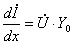 dİ/dx = U̇ · Y₀